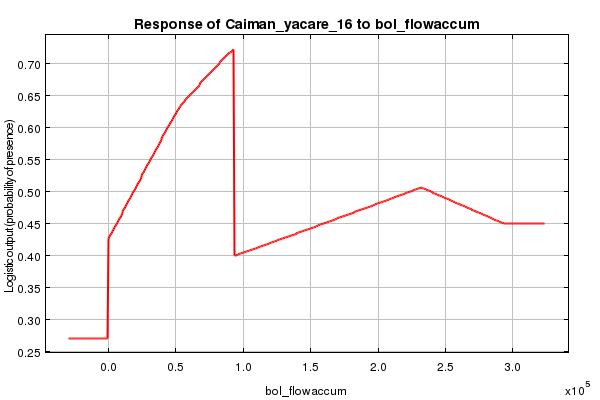 Response of Caiman_yacare_16 to bol_flowaccum
Logistic output (probability of presence)
0.70
0.65
0.60
0.55
0.50
0.45
0.40
0.35
0.30
0.25
0.0 0.5 1.0 1.5 2.0 2.5 3.0
bol_flowaccum
x10⁵